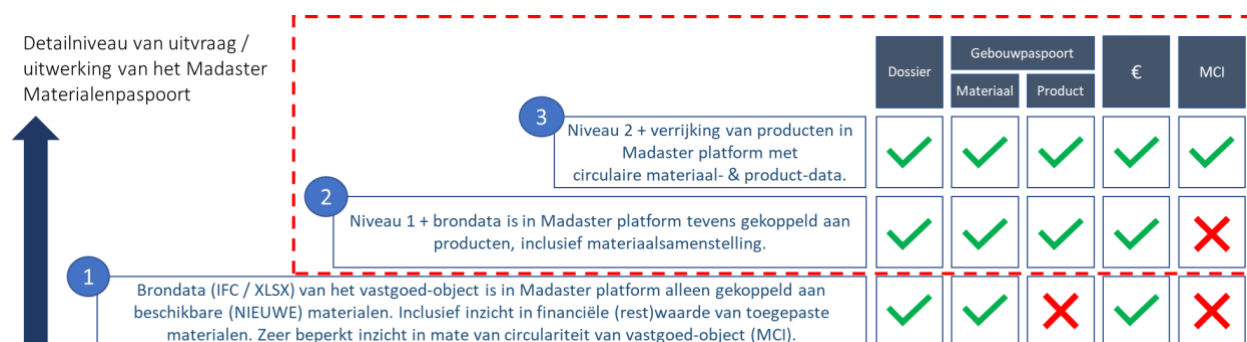 Detailniveau van uitvraag /
uitwerking van het Madaster
Materialenpaspoort
Dossier
Gebouwpaspoort
Materiaal
Product
€
MCI
3
Niveau 2 + verrijking van producten in
Madaster platform met
circulaire materiaal- & product-data.
2
Niveau 1 + brondata is in Madaster platform tevens gekoppeld aan
producten, inclusief materiaalsamenstelling.
1
Brondata (IFC / XLSX) van het vastgoed-object is in Madaster platform alleen gekoppeld aan
beschikbare (NIEUWE) materialen. Inclusief inzicht in financiële (rest)waarde van toegepaste
materialen. Zeer beperkt inzicht in mate van circulariteit van vastgoed-object (MCI).